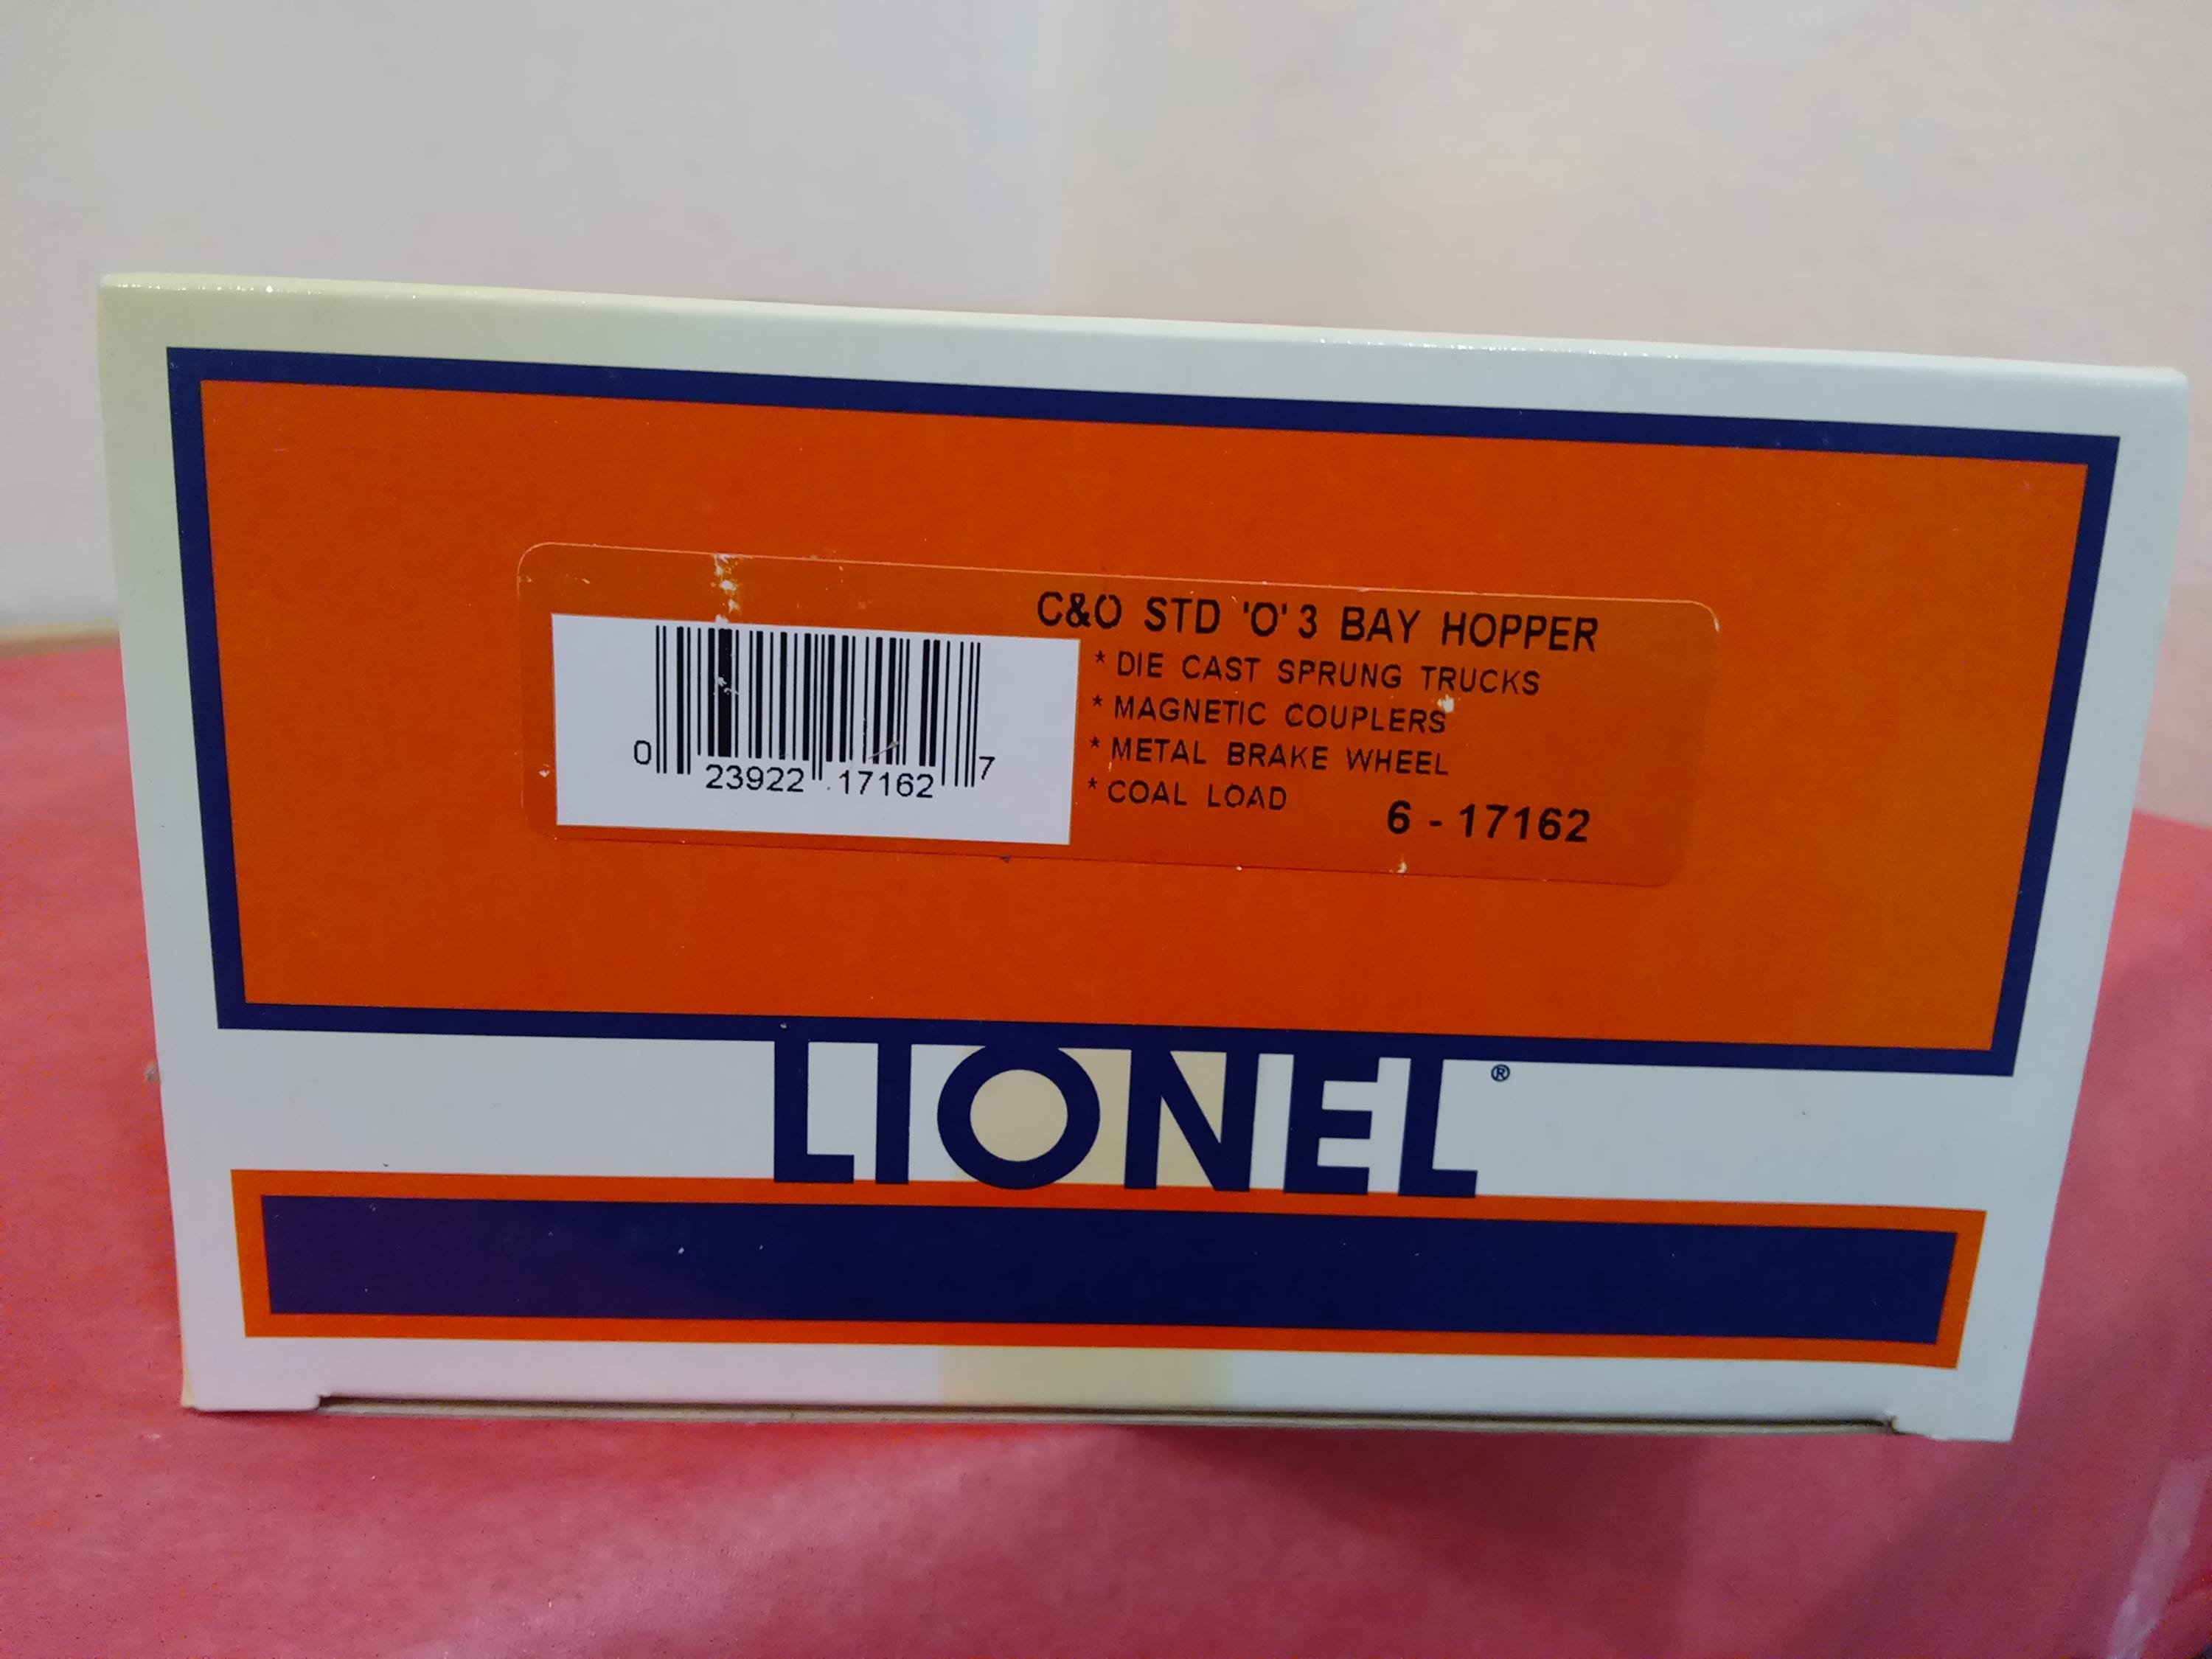 C&O STD 'O' 3 BAY HOPPER
* DIE CAST SPRUNG TRUCKS
* MAGNETIC COUPLERS
* METAL BRAKE WHEEL
* COAL LOAD
6 - 17162
0 23922 17162 7
LIONEL®